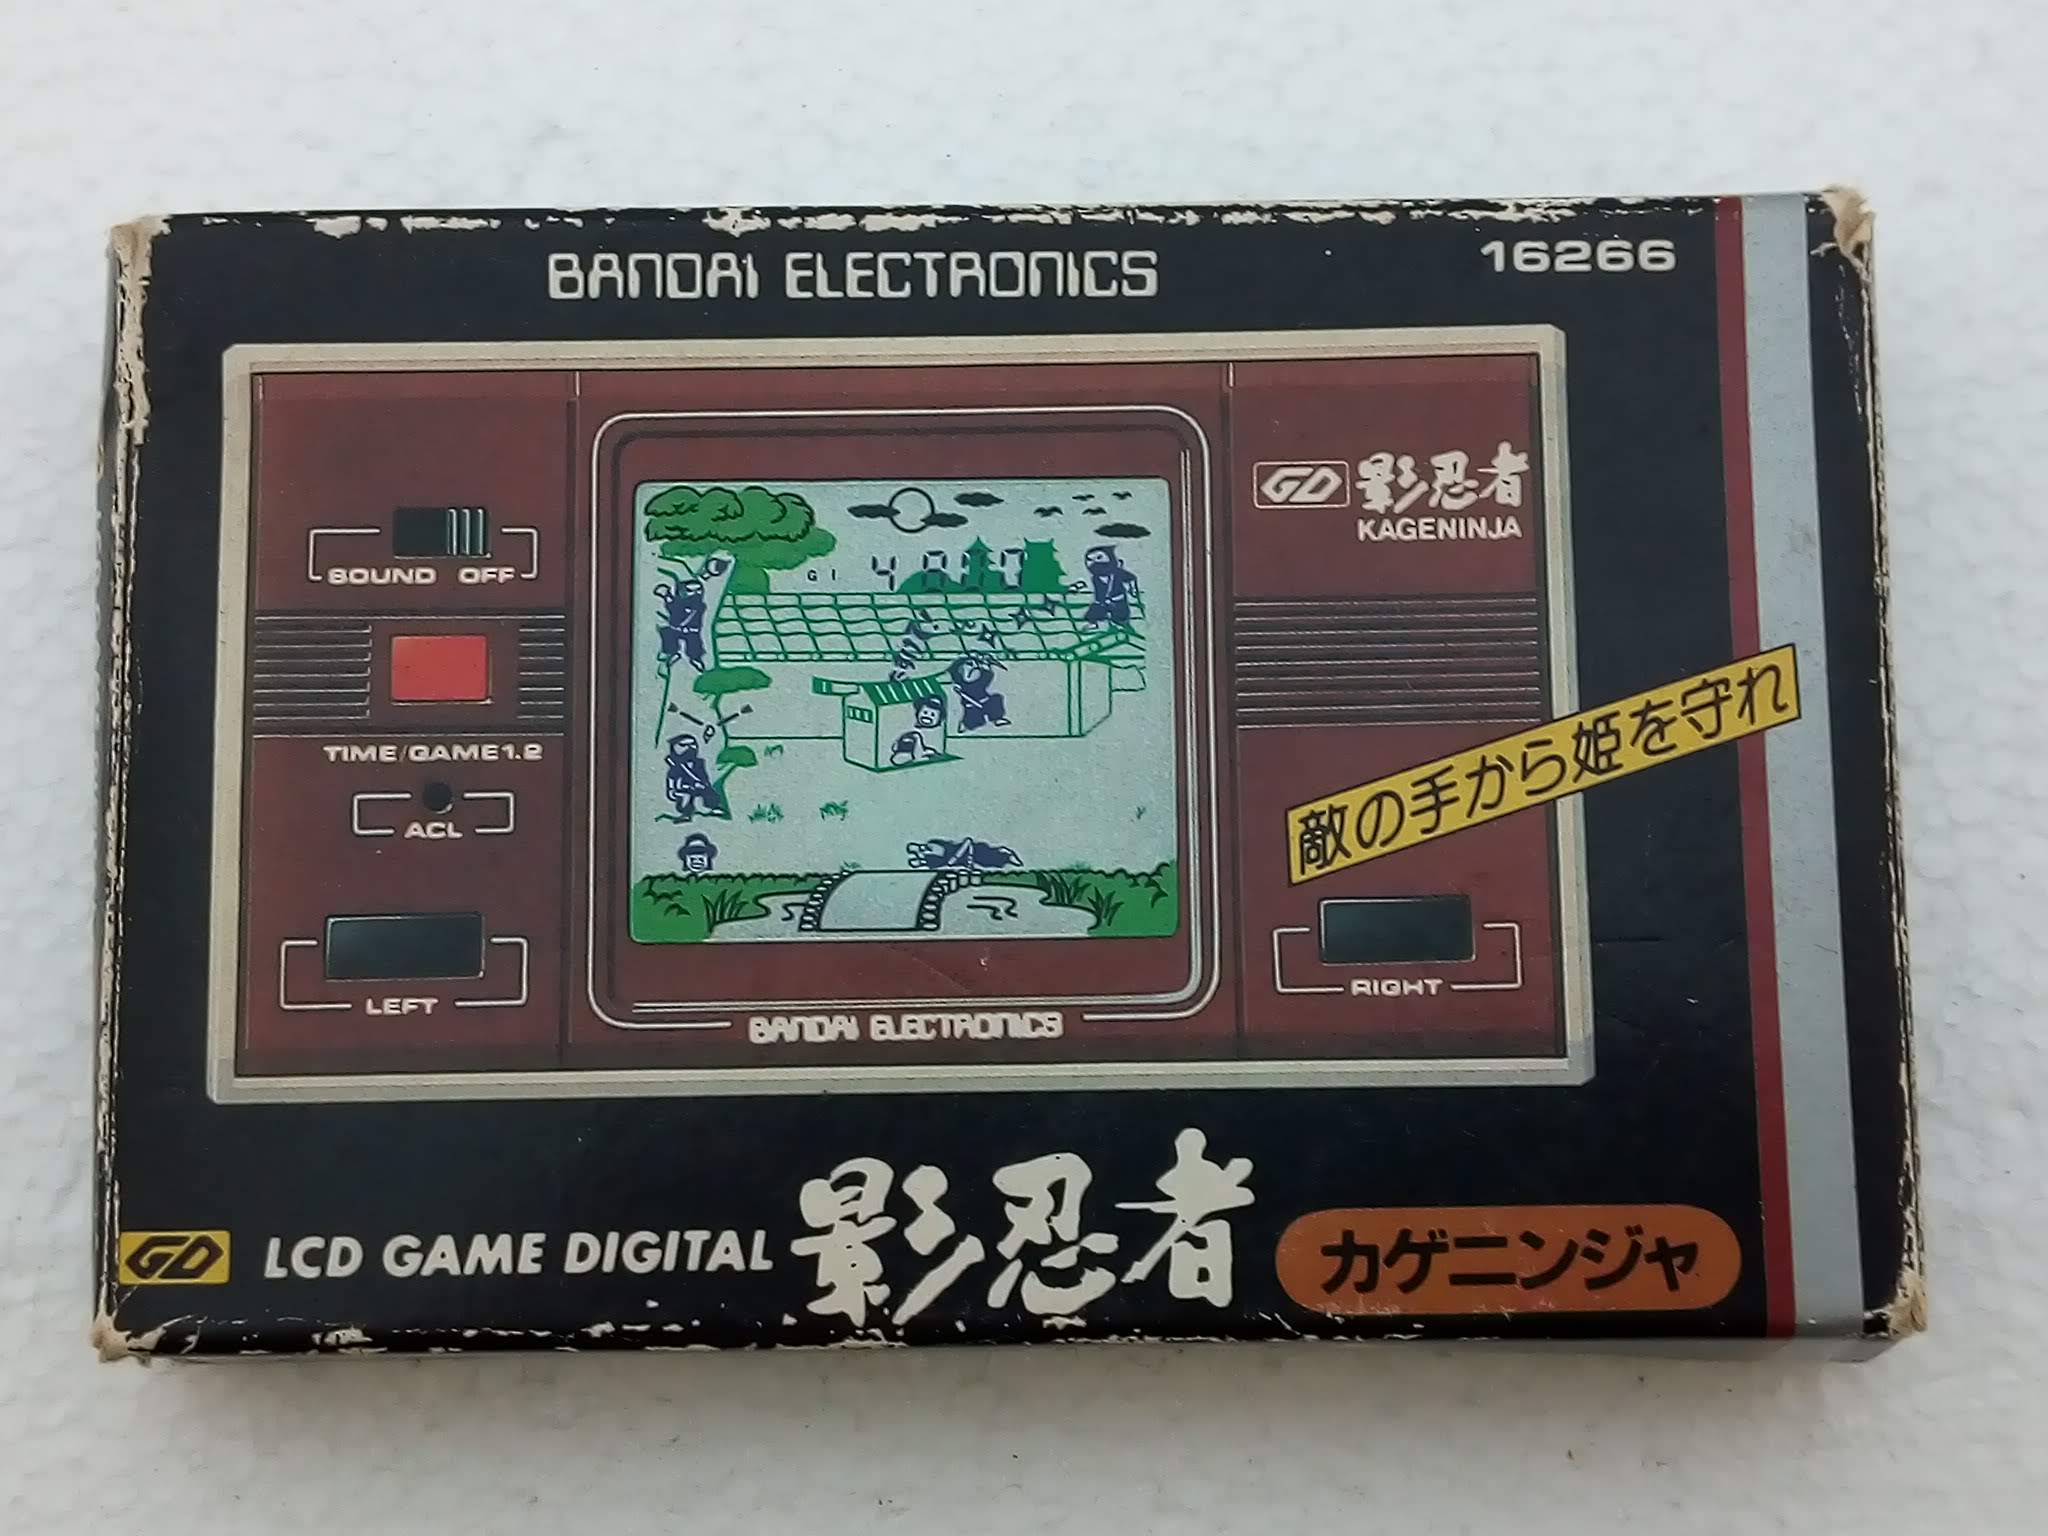 BANDAI ELECTRONICS
16266
GD 影忍者
KAGENINJA
SOUND OFF
G1
TIME/GAME1.2
ACL
敵の手から姫を守れ
LEFT
RIGHT
BANDAI ELECTRONICS
GD LCD GAME DIGITAL 影忍者 カゲニンジャ